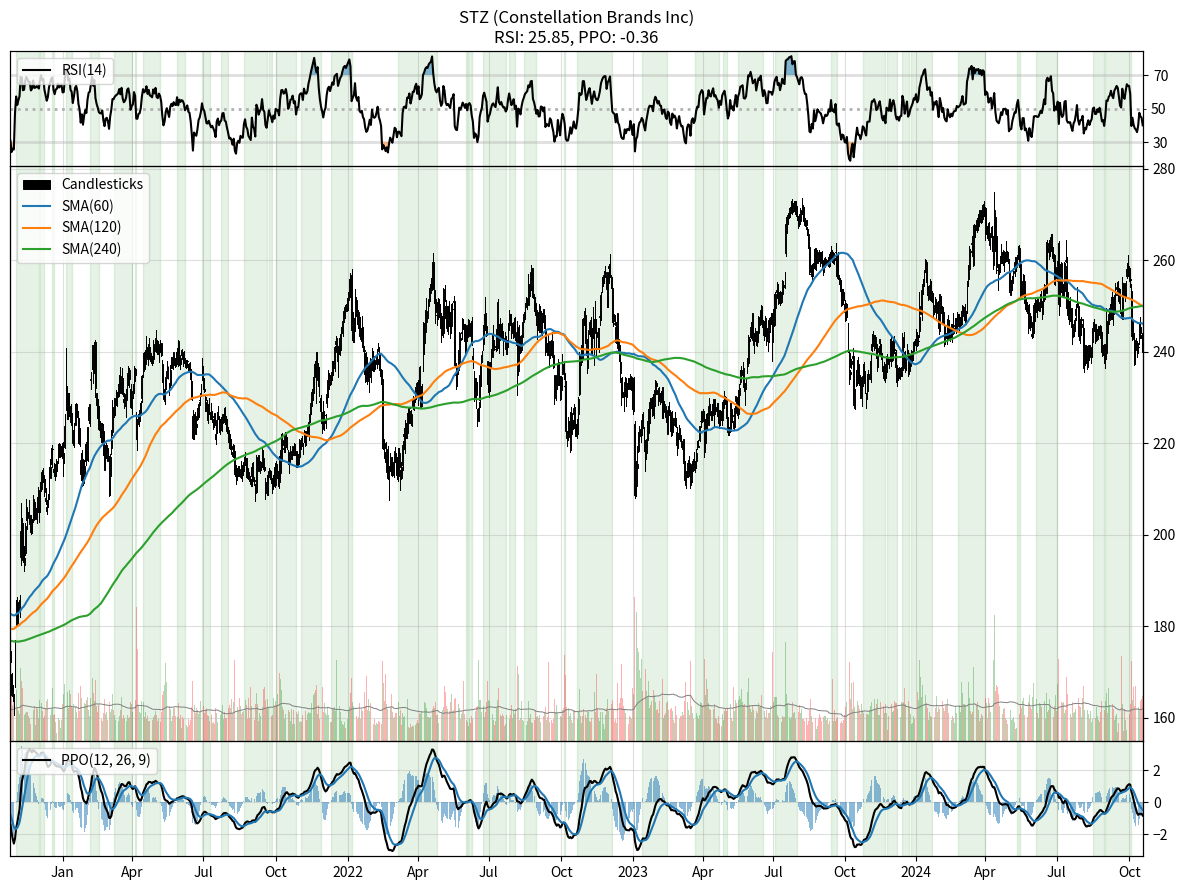 STZ (Constellation Brands Inc)
RSI: 25.85, PPO: -0.36
RSI(14)
70
50
30
280
Candlesticks
SMA(60)
SMA(120)
SMA(240)
260
240
220
200
180
160
PPO(12, 26, 9)
2
0
−2
Jan Apr Jul Oct 2022 Apr Jul Oct 2023 Apr Jul Oct 2024 Apr Jul Oct